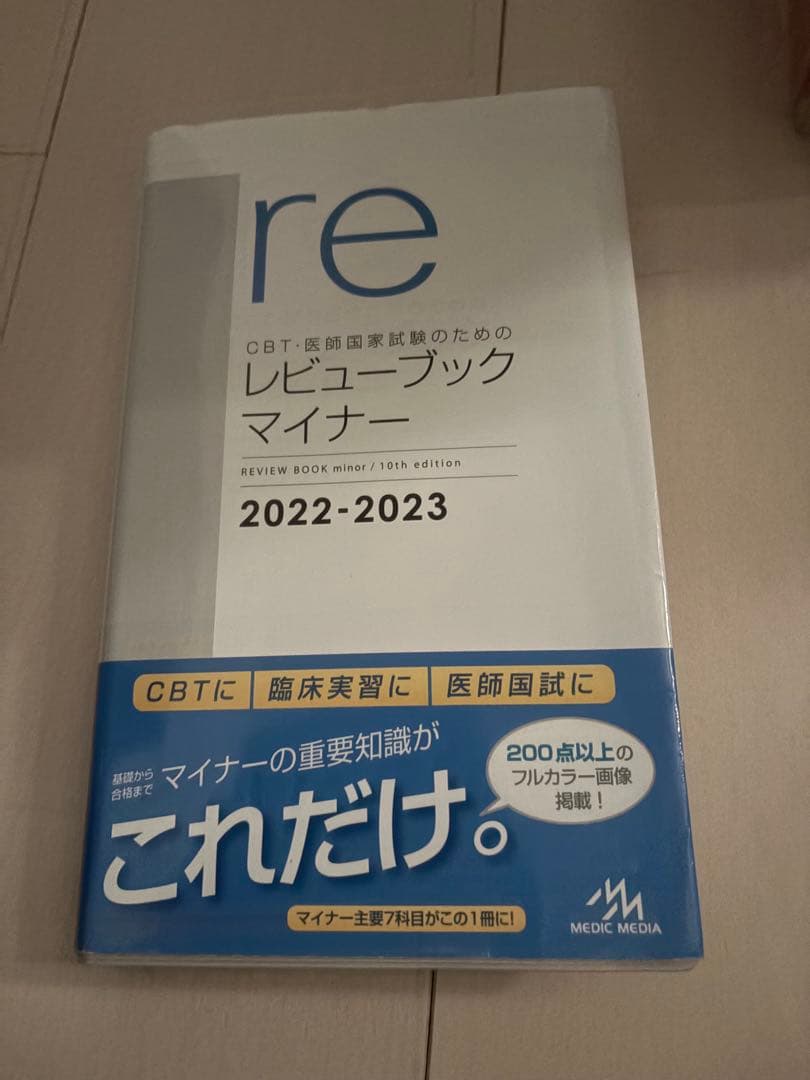 re
CBT・医師国家試験のための
レビューブック
マイナー
REVIEW BOOK minor / 10th edition
2022-2023
CBTに 臨床実習に 医師国試に
基礎から
合格まで
マイナーの重要知識が
これだけ。
200点以上の
フルカラー画像
掲載!
マイナー主要7科目がこの1冊に!
MEDIC MEDIA